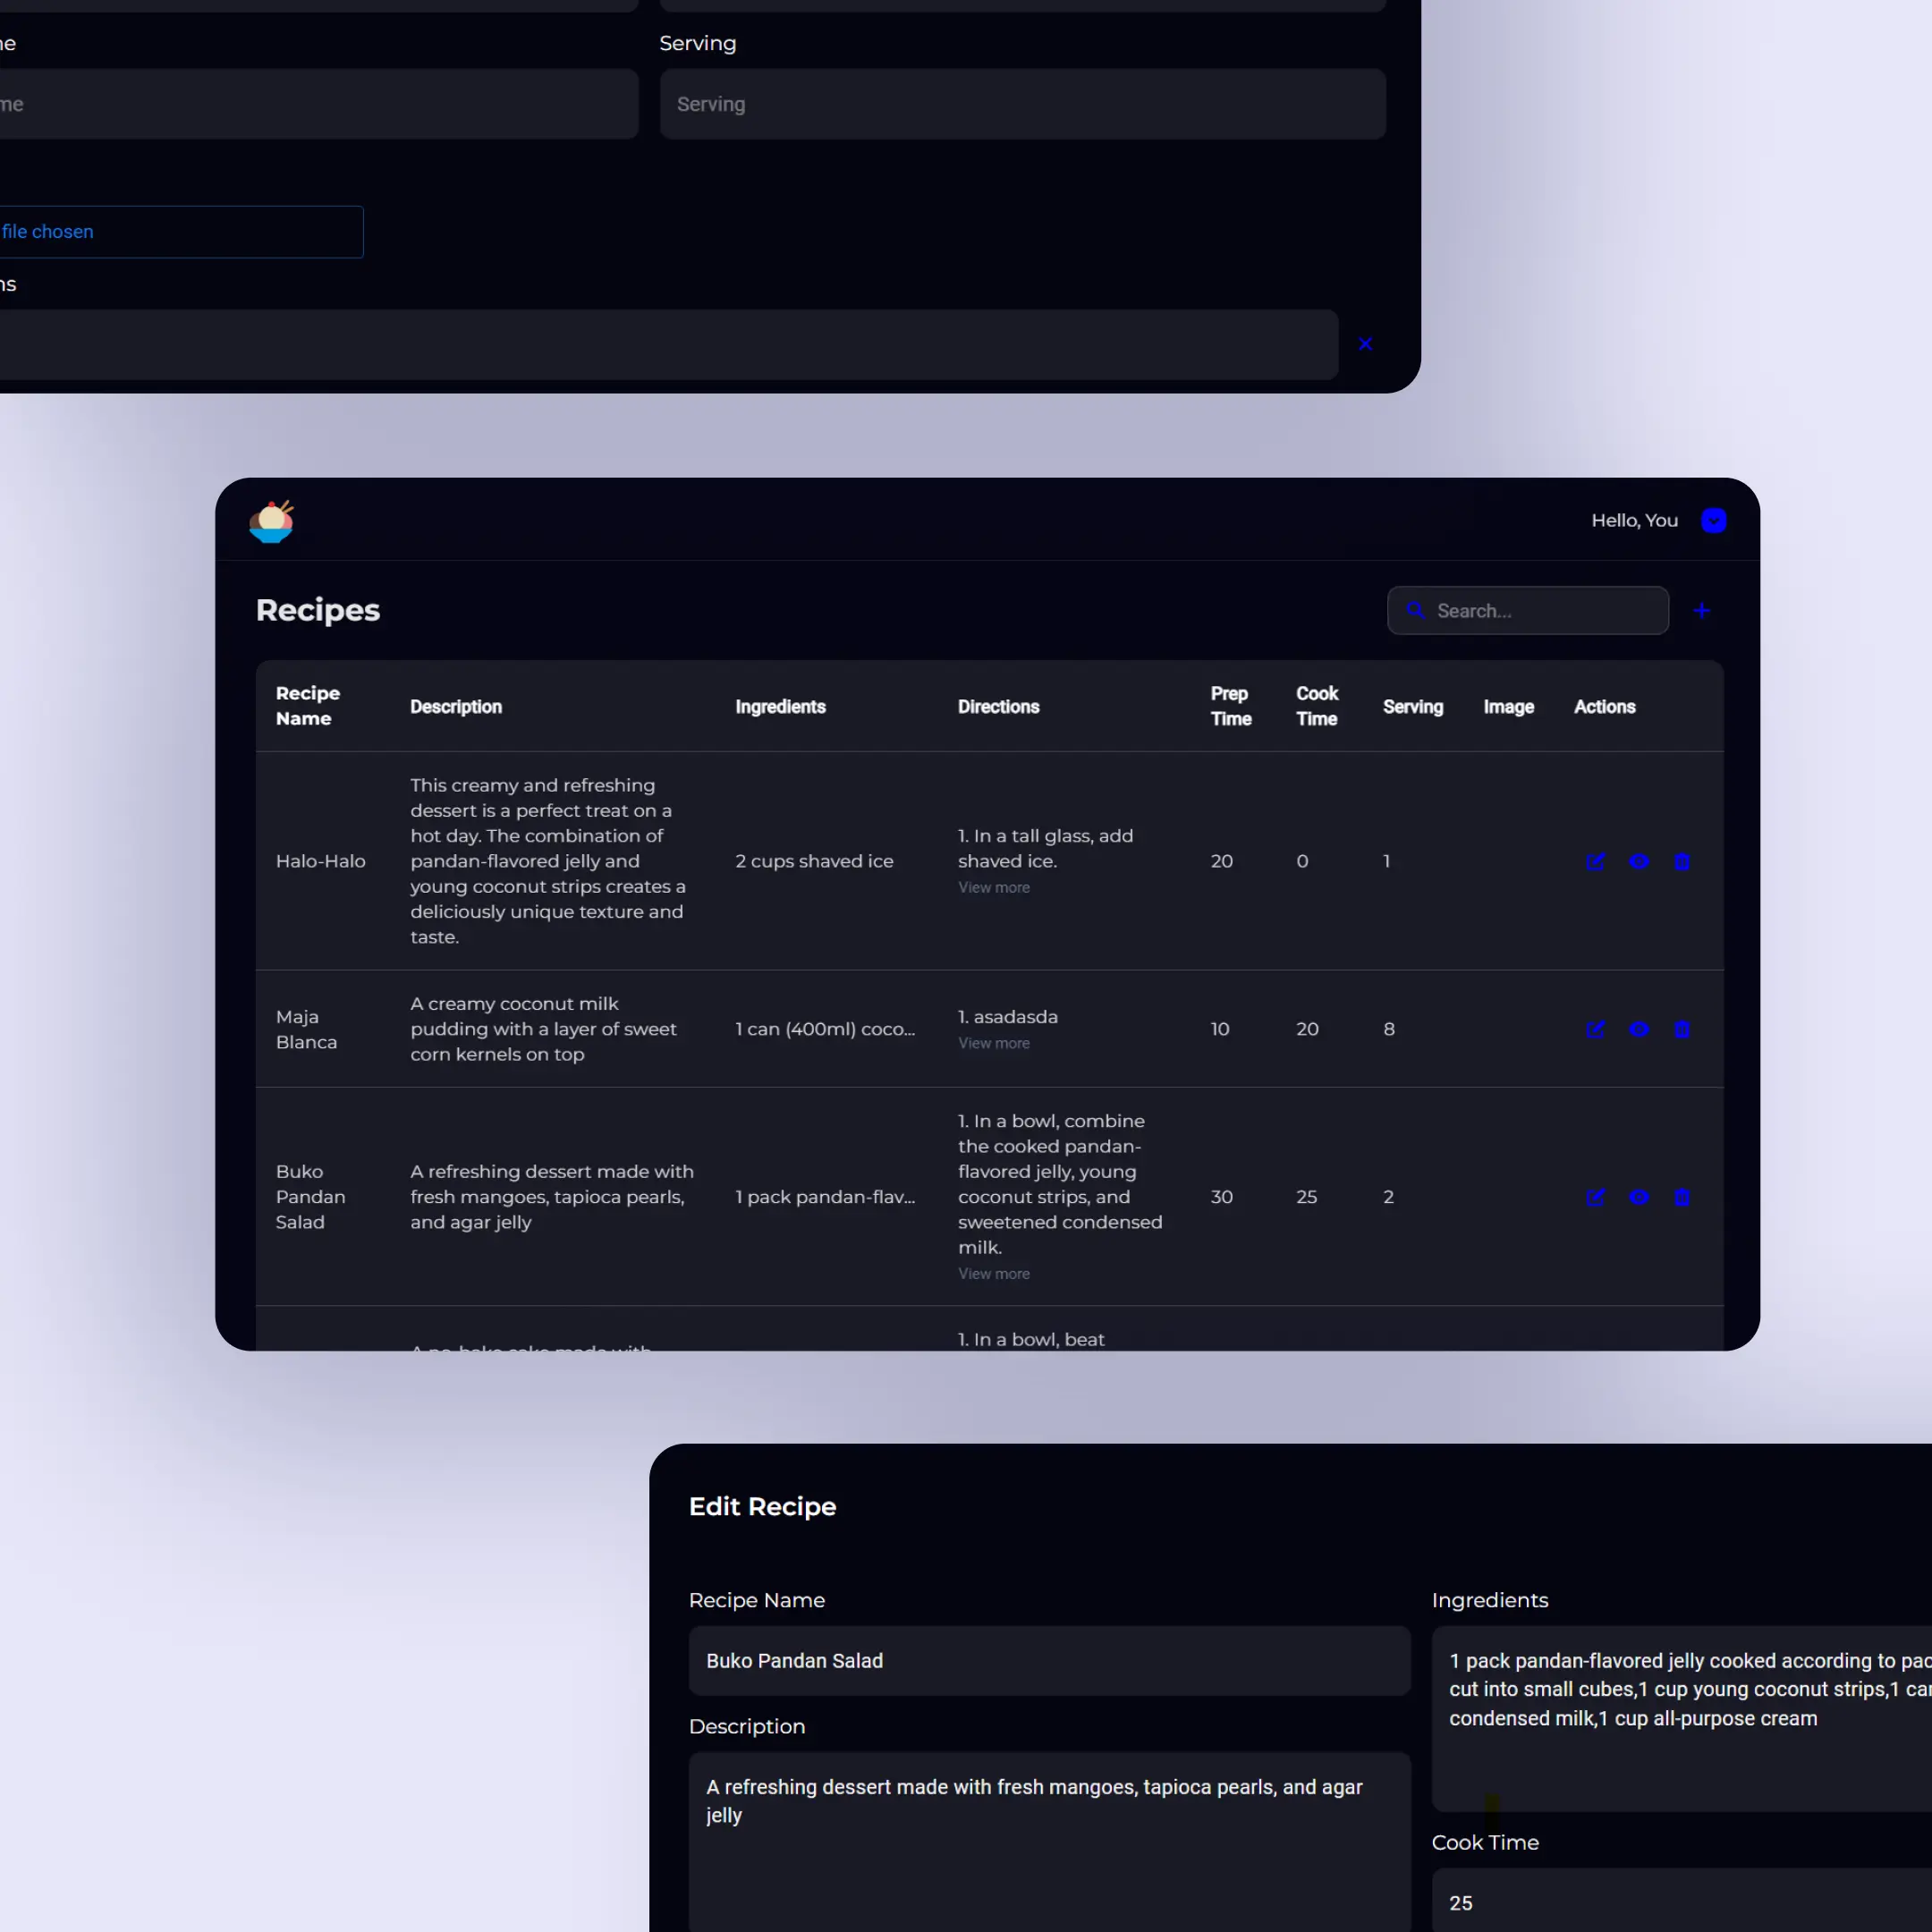 Serving
Serving
file chosen
Hello, You
Recipes
Search...
Recipe
Name
Description
Ingredients
Directions
Prep
Time
Cook
Time
Serving
Image
Actions
Halo-Halo
This creamy and refreshing
dessert is a perfect treat on a
hot day. The combination of
pandan-flavored jelly and
young coconut strips creates a
deliciously unique texture and
taste.
2 cups shaved ice
1. In a tall glass, add
shaved ice.
View more
20
0
1
Maja
Blanca
A creamy coconut milk
pudding with a layer of sweet
corn kernels on top
1 can (400ml) coco...
1. asadasda
View more
10
20
8
Buko
Pandan
Salad
A refreshing dessert made with
fresh mangoes, tapioca pearls,
and agar jelly
1 pack pandan-flav...
1. In a bowl, combine
the cooked pandan-
flavored jelly, young
coconut strips, and
sweetened condensed
milk.
View more
30
25
2
A no-bake cake made with
1. In a bowl, beat
Edit Recipe
Recipe Name
Buko Pandan Salad
Description
A refreshing dessert made with fresh mangoes, tapioca pearls, and agar
jelly
Ingredients
1 pack pandan-flavored jelly cooked according to pac
cut into small cubes,1 cup young coconut strips,1 can
condensed milk,1 cup all-purpose cream
Cook Time
25